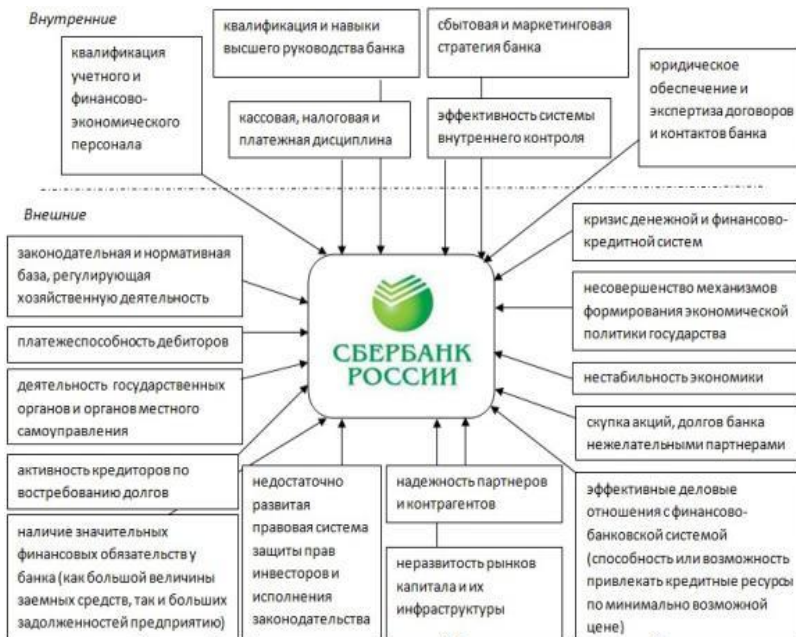 Внутренние
квалификация
учетного и
финансово-
экономического
персонала
квалификация и навыки
высшего руководства банка
сбытовая и маркетинговая
стратегия банка
кассовая, налоговая и
платежная дисциплина
эффективность системы
внутреннего контроля
юридическое
обеспечение и
экспертиза договоров
и контактов банка
Внешние
законодательная и нормативная
база, регулирующая
хозяйственную деятельность
платежеспособность дебиторов
деятельность государственных
органов и органов местного
самоуправления
активность кредиторов по
востребованию долгов
наличие значительных
финансовых обязательств у
банка (как большой величины
заемных средств, так и больших
задолженностей предприятию)
СБЕРБАНК
РОССИИ
недостаточно
развитая
правовая система
защиты прав
инвесторов и
исполнения
законодательства
надежность партнеров
и контрагентов
неразвитость рынков
капитала и их
инфраструктуры
кризис денежной и финансово-
кредитной систем
несовершенство механизмов
формирования экономической
политики государства
нестабильность экономики
скупка акций, долгов банка
нежелательными партнерами
эффективные деловые
отношения с финансово-
банковской системой
(способность или возможность
привлекать кредитные ресурсы
по минимально возможной
цене)